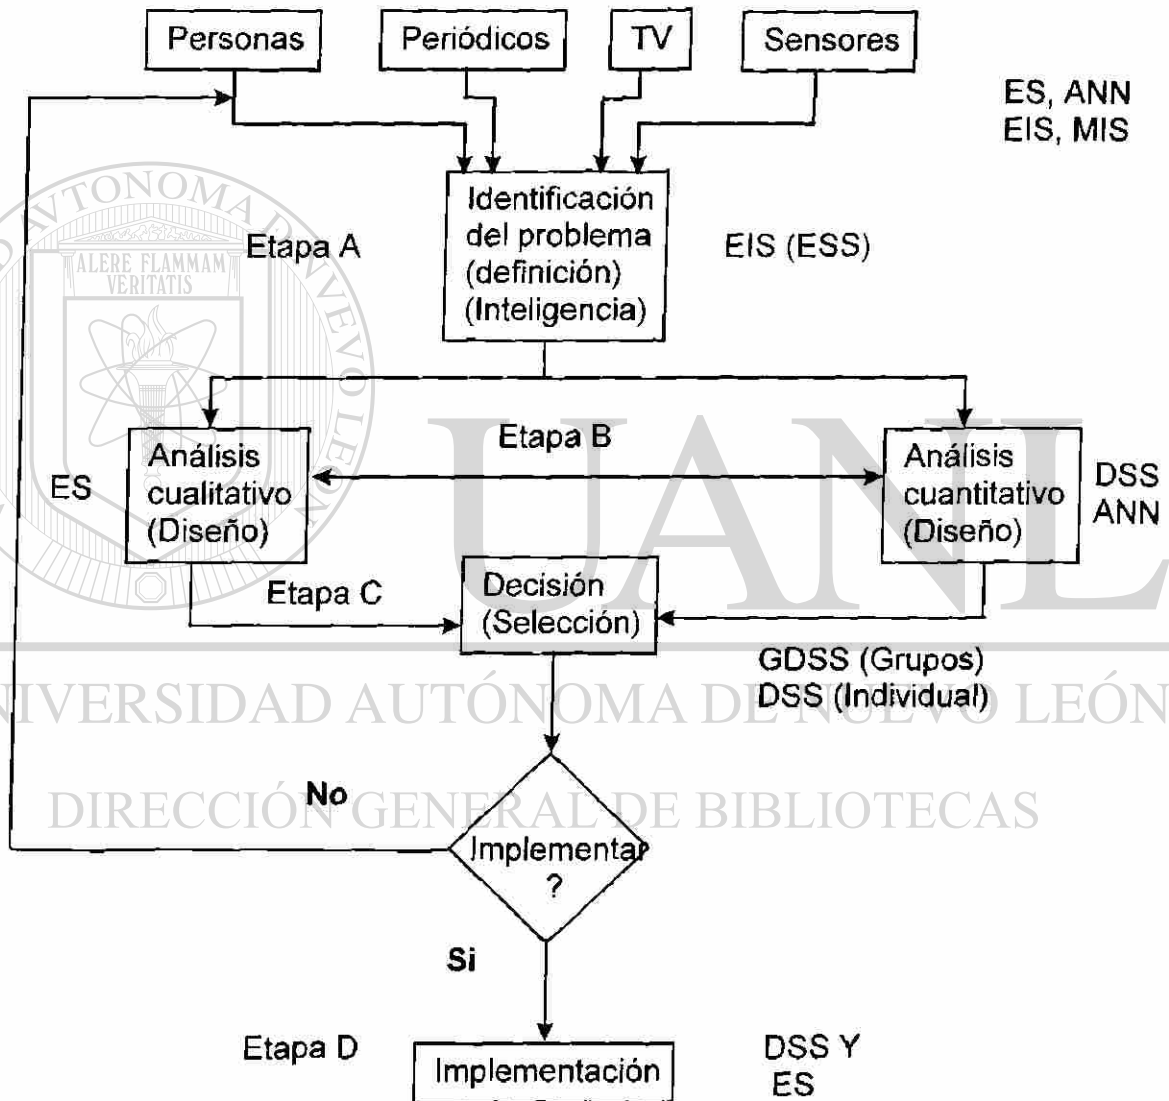 Personas
Periódicos
TV
Sensores
ES, ANN
EIS, MIS
Identificación
del problema
(definición)
(Inteligencia)
Etapa A
EIS (ESS)
Etapa B
ES
Análisis
cualitativo
(Diseño)
Análisis
cuantitativo
(Diseño)
DSS
ANN
Etapa C
Decisión
(Selección)
GDSS (Grupos)
DSS (Individual)
No
Implementar
?
Si
Etapa D
Implementación
DSS Y
ES
UANL
UNIVERSIDAD AUTÓNOMA DE NUEVO LEÓN
DIRECCIÓN GENERAL DE BIBLIOTECAS
ALERE FLAMMAM
VERITATIS